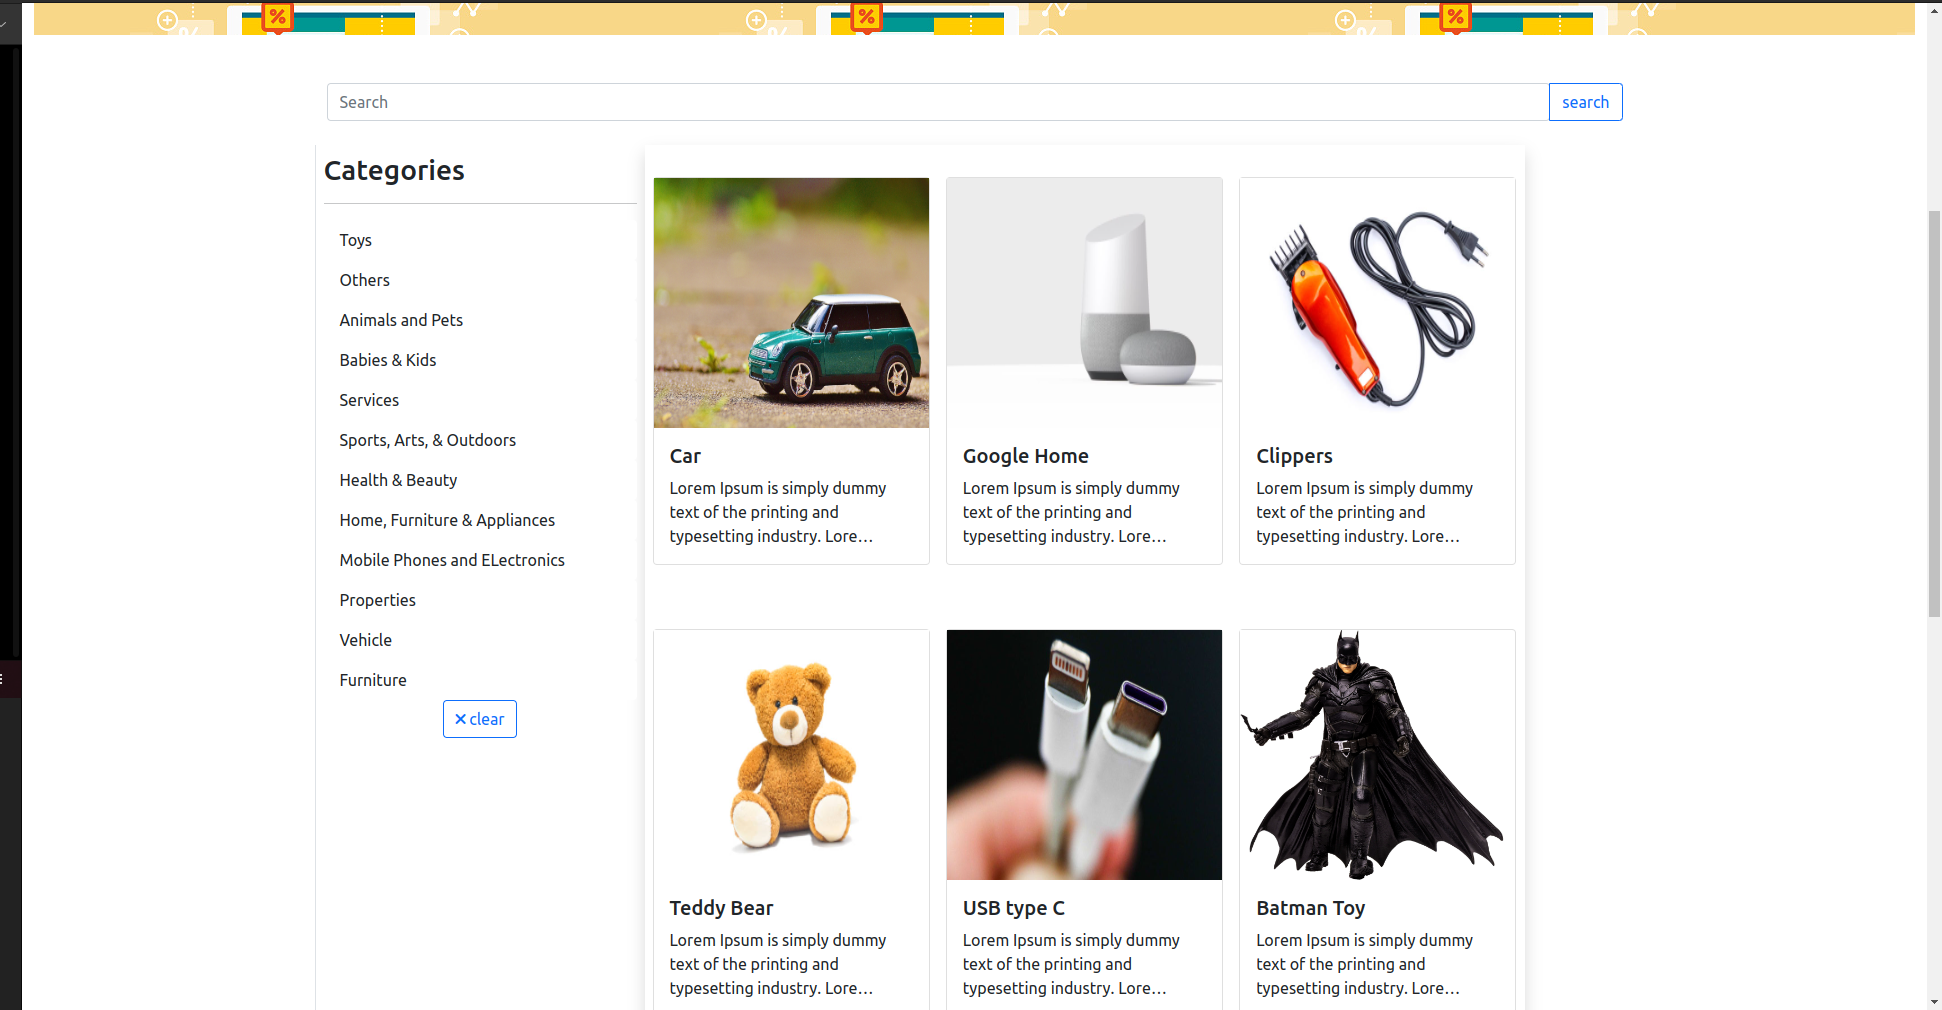 %
%
%
%
%
Search
search
Categories
Toys
Others
Animals and Pets
Babies & Kids
Services
Sports, Arts, & Outdoors
Health & Beauty
Home, Furniture & Appliances
Mobile Phones and ELectronics
Properties
Vehicle
Furniture
clear
Car
Lorem Ipsum is simply dummy
text of the printing and
typesetting industry. Lore...
Google Home
Lorem Ipsum is simply dummy
text of the printing and
typesetting industry. Lore...
Clippers
Lorem Ipsum is simply dummy
text of the printing and
typesetting industry. Lore...
Teddy Bear
Lorem Ipsum is simply dummy
text of the printing and
typesetting industry. Lore...
USB type C
Lorem Ipsum is simply dummy
text of the printing and
typesetting industry. Lore...
Batman Toy
Lorem Ipsum is simply dummy
text of the printing and
typesetting industry. Lore...